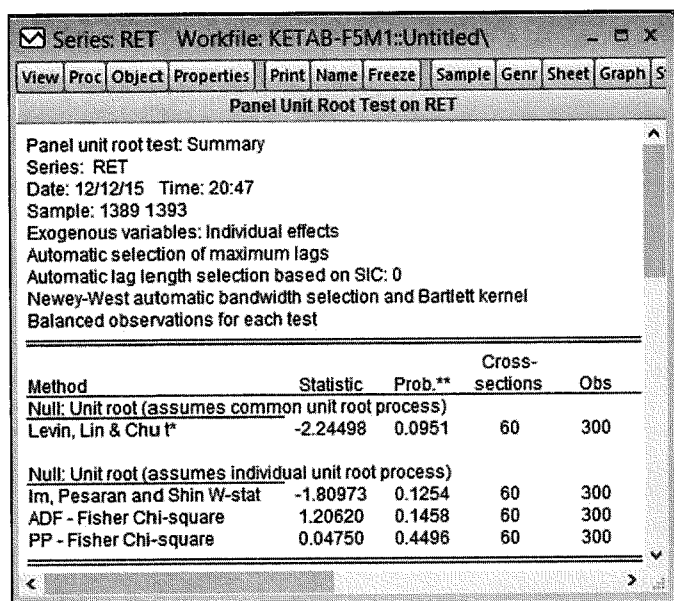 Series: RET Workfile: KETAB-F5M1::Untitled\
View Proc Object Properties Print Name Freeze Sample Genr Sheet Graph S
Panel Unit Root Test on RET
Panel unit root test: Summary
Series: RET
Date: 12/12/15 Time: 20:47
Sample: 1389 1393
Exogenous variables: Individual effects
Automatic selection of maximum lags
Automatic lag length selection based on SIC: 0
Newey-West automatic bandwidth selection and Bartlett kernel
Balanced observations for each test
Cross-
Method Statistic Prob.** sections Obs
Null: Unit root (assumes common unit root process)
Levin, Lin & Chu t* -2.24498 0.0951 60 300
Null: Unit root (assumes individual unit root process)
Im, Pesaran and Shin W-stat -1.80973 0.1254 60 300
ADF - Fisher Chi-square 1.20620 0.1458 60 300
PP - Fisher Chi-square 0.04750 0.4496 60 300